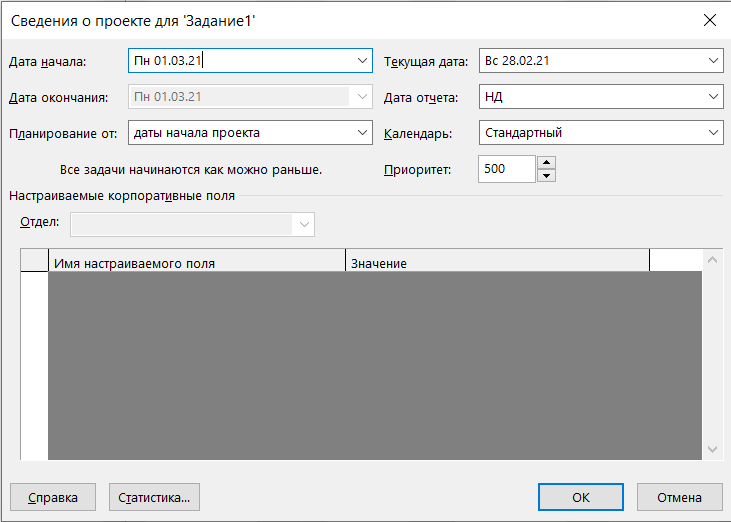 Сведения о проекте для 'Задание1'
Дата начала: Пн 01.03.21 Текущая дата: Вс 28.02.21
Дата окончания: Пн 01.03.21 Дата отчета: НД
Планирование от: даты начала проекта Календарь: Стандартный
Все задачи начинаются как можно раньше. Приоритет: 500
Настраиваемые корпоративные поля
Отдел:
Имя настраиваемого поля Значение
Справка Статистика... ОК Отмена